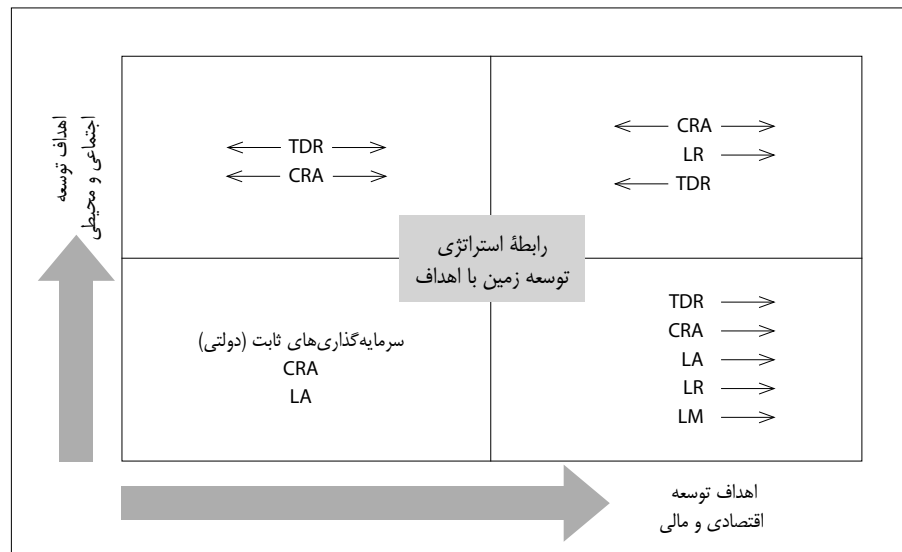 اهداف توسعه
اجتماعی و محیطی
TDR
CRA
CRA
LR
TDR
رابطهٔ استراتژی
توسعه زمین با اهداف
سرمایه‌گذاری‌های ثابت (دولتی)
CRA
LA
TDR
CRA
LA
LR
LM
اهداف توسعه
اقتصادی و مالی